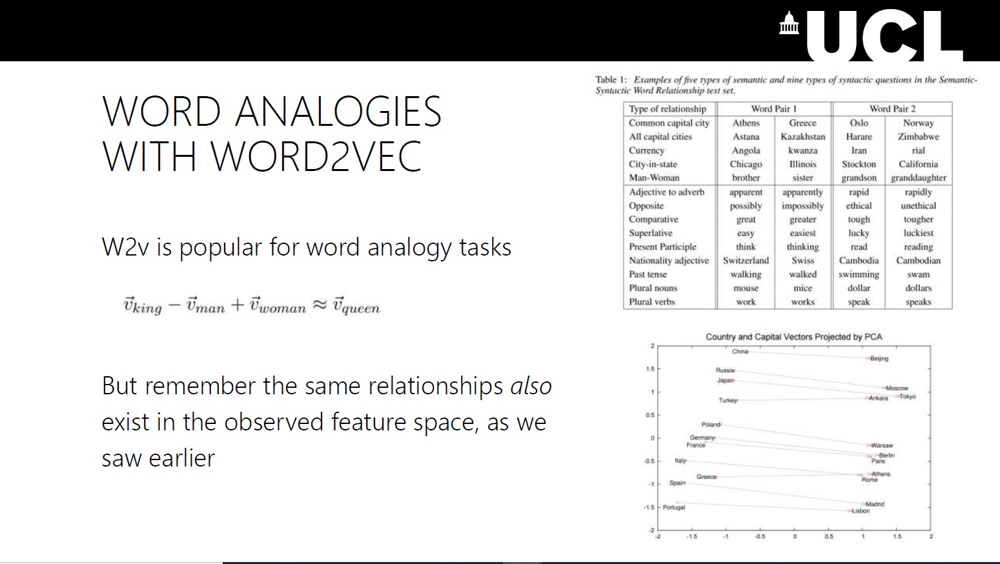 UCL
WORD ANALOGIES
WITH WORD2VEC
W2v is popular for word analogy tasks
v⃗king − v⃗man + v⃗woman ≈ v⃗queen
But remember the same relationships also
exist in the observed feature space, as we
saw earlier
Table 1: Examples of five types of semantic and nine types of syntactic questions in the Semantic-
Syntactic Word Relationship test set.
Type of relationship Word Pair 1 Word Pair 2
Common capital city Athens Greece Oslo Norway
All capital cities Astana Kazakhstan Harare Zimbabwe
Currency Angola kwanza Iran rial
City-in-state Chicago Illinois Stockton California
Man-Woman brother sister grandson granddaughter
Adjective to adverb apparent apparently rapid rapidly
Opposite possibly impossibly ethical unethical
Comparative great greater tough tougher
Superlative easy easiest lucky luckiest
Present Participle think thinking read reading
Nationality adjective Switzerland Swiss Cambodia Cambodian
Past tense walking walked swimming swam
Plural nouns mouse mice dollar dollars
Plural verbs work works speak speaks
Country and Capital Vectors Projected by PCA
2
China Beijing
1.5
Russia
Japan
Moscow
1
Tokyo
Turkey Ankara
0.5
Poland
0
Germany
France
Warsaw
Berlin
-0.5
Italy Paris
Greece Athens
Rome
-1
Spain
Madrid
-1.5
Portugal Lisbon
-2
-2 -1.5 -1 -0.5 0 0.5 1 1.5 2